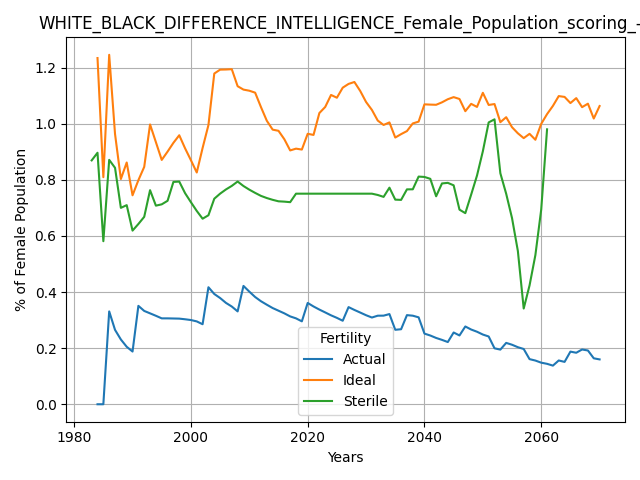 WHITE_BLACK_DIFFERENCE_INTELLIGENCE_Female_Population_scoring_-
1.2
1.0
0.8
0.6
0.4
0.2
0.0
% of Female Population
Fertility
Actual
Ideal
Sterile
1980 2000 2020 2040 2060
Years